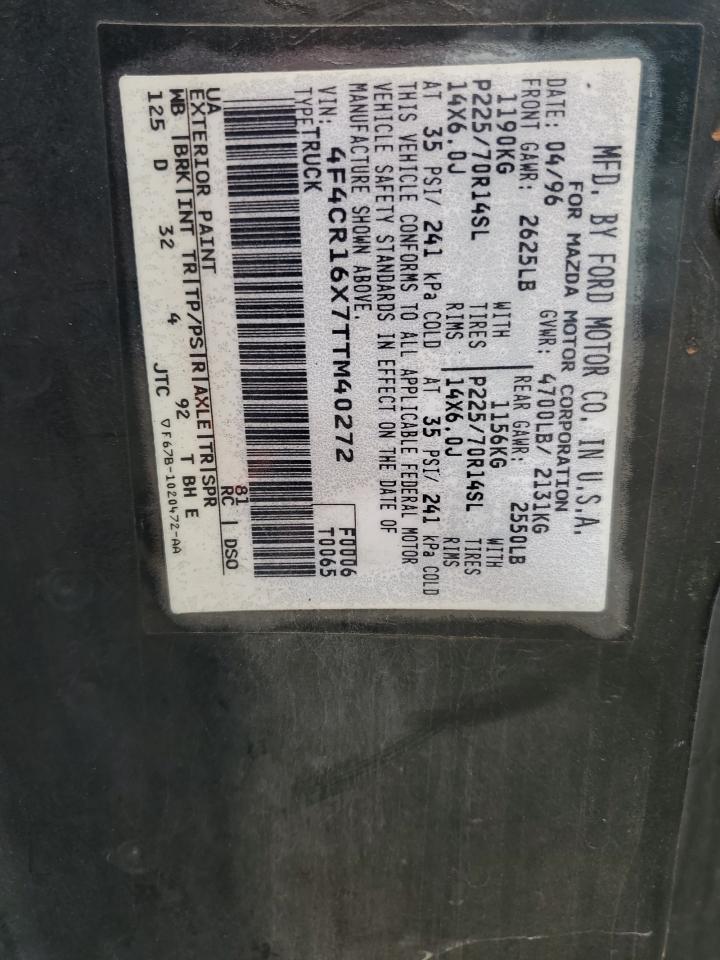 MFD. BY FORD MOTOR CO. IN U.S.A.
FOR MAZDA MOTOR CORPORATION
DATE: 04/96 GVWR: 4700LB/ 2131KG
FRONT GAWR: 2625LB REAR GAWR: 2550LB
1190KG WITH 1156KG WITH
P225/70R14SL TIRES P225/70R14SL TIRES
14X6.0J RIMS 14X6.0J RIMS
AT 35 PSI/ 241 kPa COLD AT 35 PSI/ 241 kPa COLD
THIS VEHICLE CONFORMS TO ALL APPLICABLE FEDERAL MOTOR
VEHICLE SAFETY STANDARDS IN EFFECT ON THE DATE OF
MANUFACTURE SHOWN ABOVE.
VIN: 4F4CR16X7TTM40272 F0006
TYPE TRUCK T0065
UA 81
EXTERIOR PAINT RC | DSO
WB |BRK|INT TR|TP/PS|R|AXLE|TR|SPR
125 D 32 4 92 T BH E
JTC ▽F67B-1020472-AA